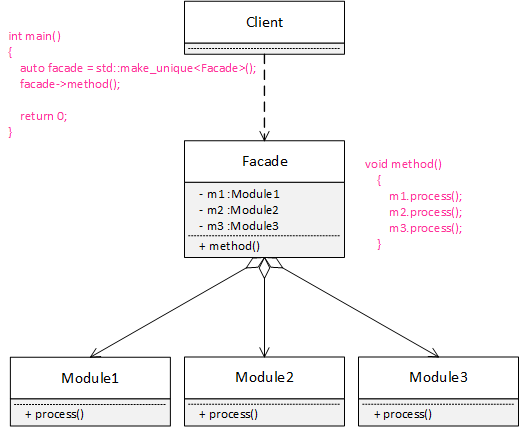 Client
int main()
{
auto facade = std::make_unique<Facade>();
facade->method();
return 0;
}
Facade
- m1 :Module1
- m2 :Module2
- m3 :Module3
+ method()
void method()
{
m1.process();
m2.process();
m3.process();
}
Module1
+ process()
Module2
+ process()
Module3
+ process()